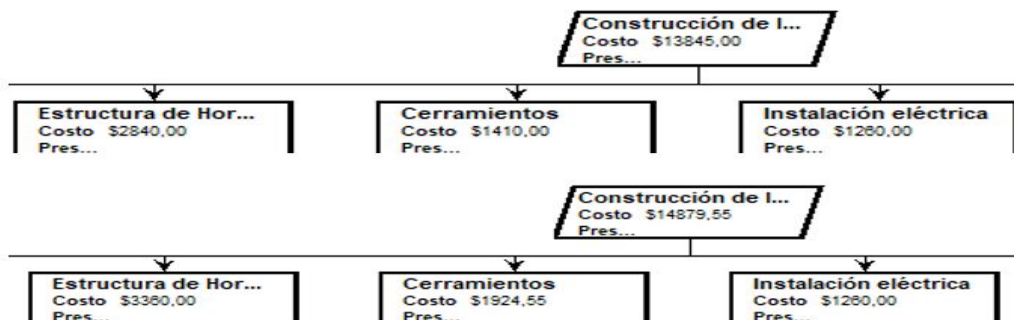 Construcción de l...
Costo $13845,00
Pres...
Estructura de Hor...
Costo $2840,00
Pres...
Cerramientos
Costo $1410,00
Pres...
Instalación eléctrica
Costo $1260,00
Pres...
Construcción de l...
Costo $14879,55
Pres...
Estructura de Hor...
Costo $3360,00
Pres...
Cerramientos
Costo $1924,55
Pres...
Instalación eléctrica
Costo $1260,00
Pres...